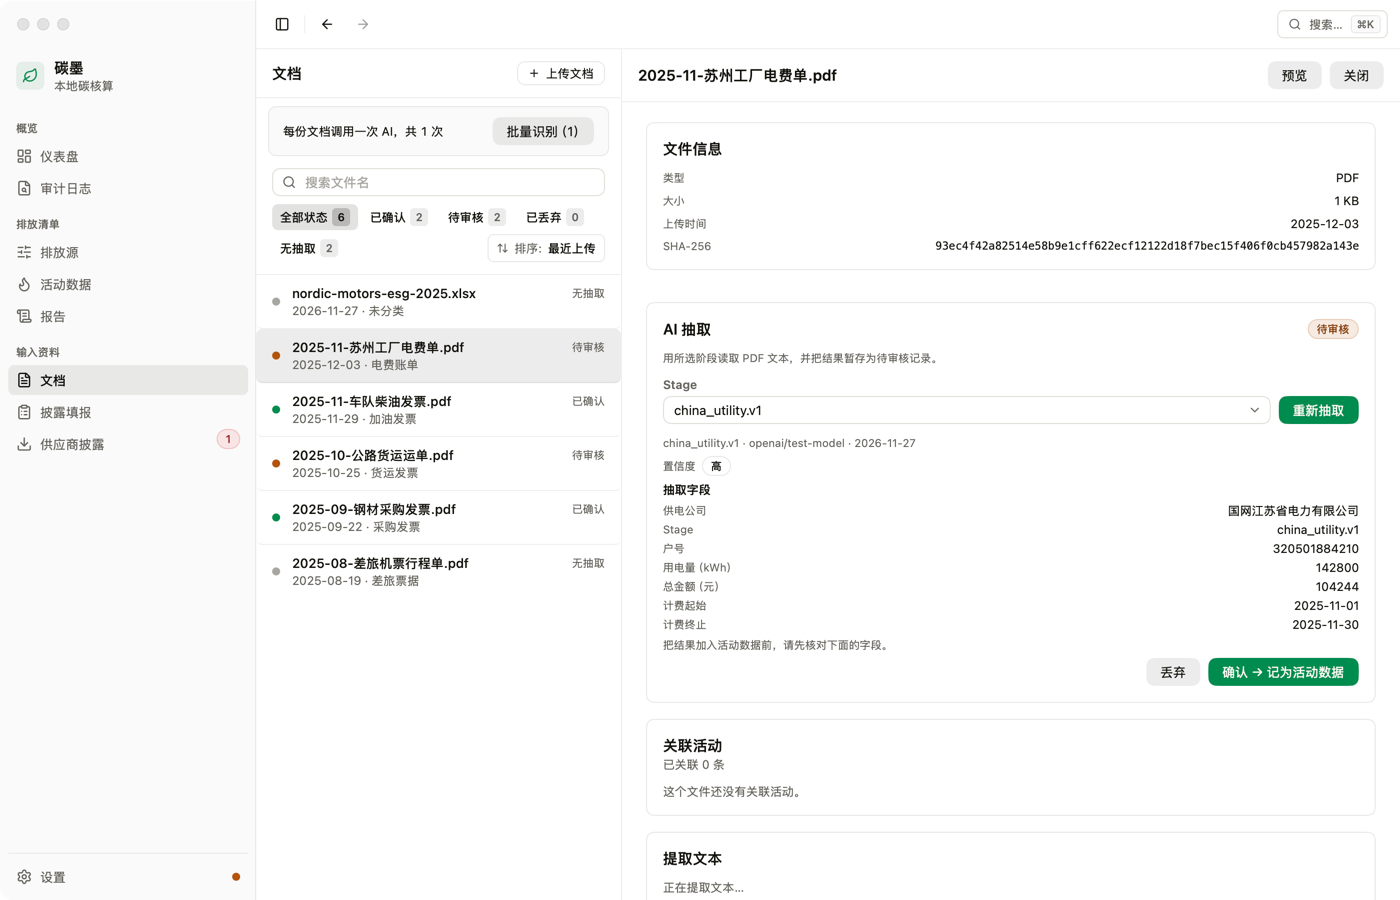 碳墨
本地碳核算
概览
仪表盘
审计日志
排放清单
排放源
活动数据
报告
输入资料
文档
披露填报
供应商披露
1
设置
搜索...
⌘K
文档
上传文档
每份文档调用一次 AI，共 1 次
批量识别 (1)
搜索文件名
全部状态 6
已确认 2
待审核 2
已丢弃 0
无抽取 2
排序: 最近上传
nordic-motors-esg-2025.xlsx
无抽取
2026-11-27 · 未分类
2025-11-苏州工厂电费单.pdf
待审核
2025-12-03 · 电费账单
2025-11-车队柴油发票.pdf
已确认
2025-11-29 · 加油发票
2025-10-公路货运运单.pdf
待审核
2025-10-25 · 货运发票
2025-09-钢材采购发票.pdf
已确认
2025-09-22 · 采购发票
2025-08-差旅机票行程单.pdf
无抽取
2025-08-19 · 差旅票据
2025-11-苏州工厂电费单.pdf
预览
关闭
文件信息
类型 PDF
大小 1 KB
上传时间 2025-12-03
SHA-256 93ec4f42a82514e58b9e1cff622ecf12122d18f7bec15f406f0cb457982a143e
AI 抽取
待审核
用所选阶段读取 PDF 文本，并把结果暂存为待审核记录。
Stage
china_utility.v1
重新抽取
china_utility.v1 · openai/test-model · 2026-11-27
置信度 高
抽取字段
供电公司 国网江苏省电力有限公司
Stage china_utility.v1
户号 320501884210
用电量 (kWh) 142800
总金额 (元) 104244
计费起始 2025-11-01
计费终止 2025-11-30
把结果加入活动数据前，请先核对下面的字段。
丢弃
确认 → 记为活动数据
关联活动
已关联 0 条
这个文件还没有关联活动。
提取文本
正在提取文本...